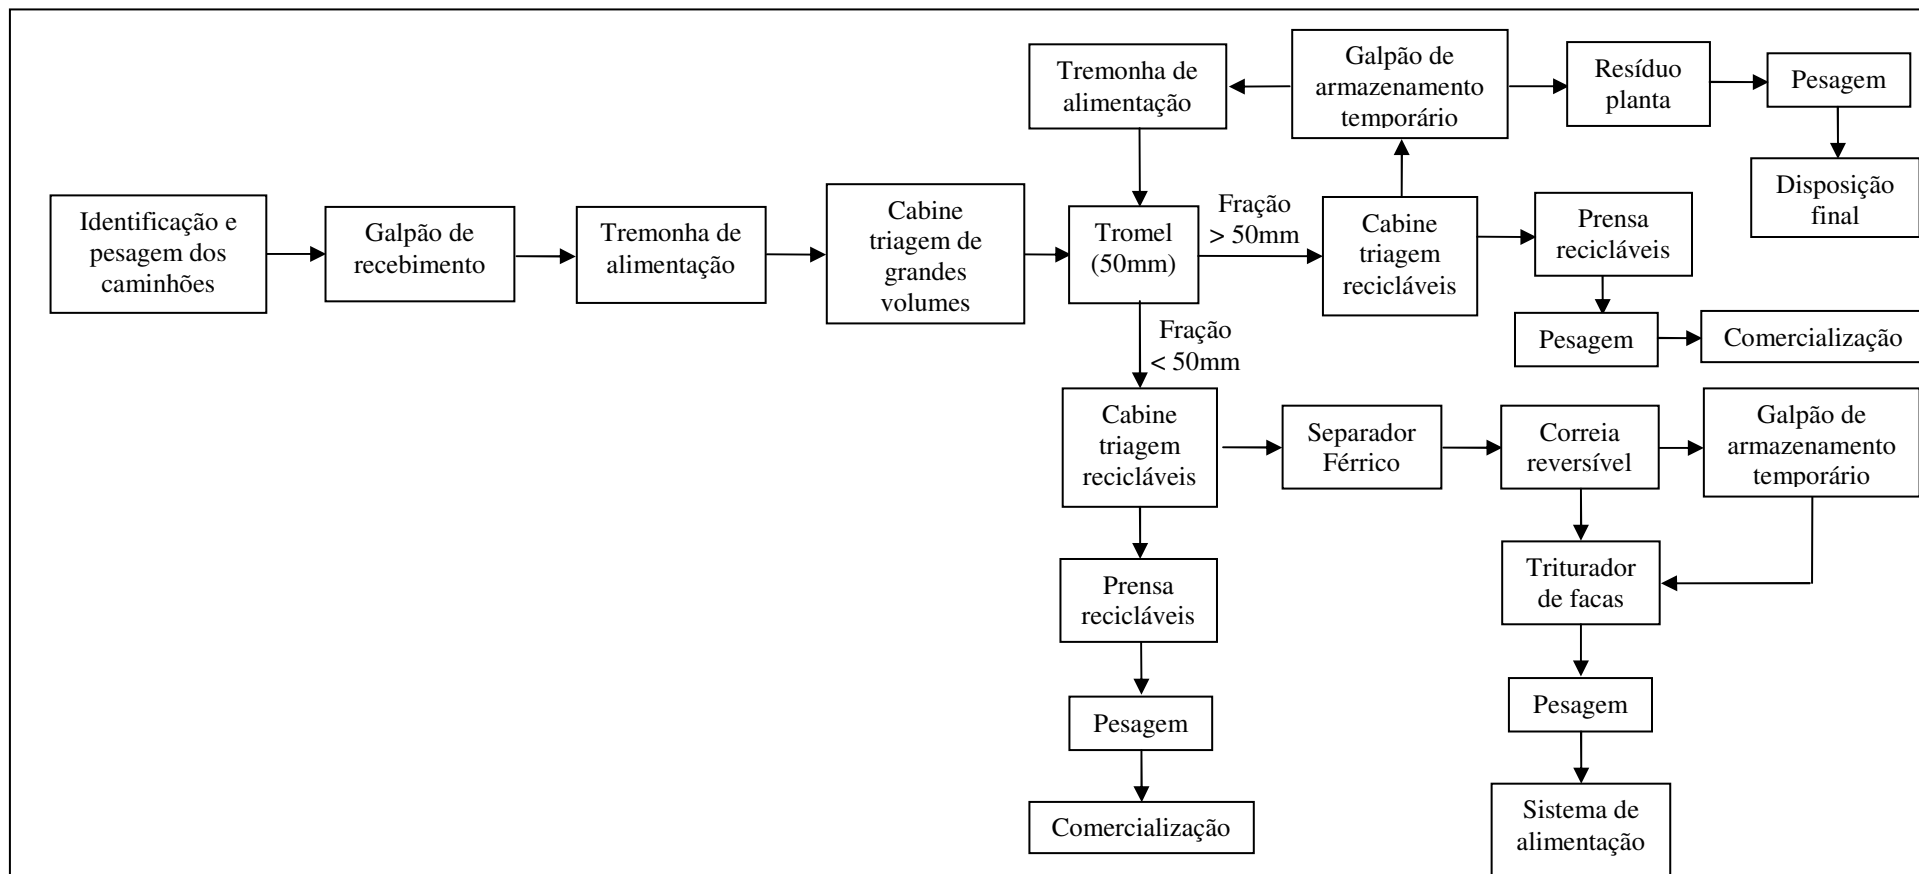 Identificação e
pesagem dos
caminhões
Galpão de
recebimento
Tremonha de
alimentação
Cabine
triagem de
grandes
volumes
Tremonha de
alimentação
Galpão de
armazenamento
temporário
Resíduo
planta
Pesagem
Disposição
final
Tromel
(50mm)
Fração
> 50mm
Cabine
triagem
recicláveis
Prensa
recicláveis
Pesagem
Comercialização
Fração
< 50mm
Cabine
triagem
recicláveis
Separador
Férrico
Correia
reversível
Galpão de
armazenamento
temporário
Triturador
de facas
Pesagem
Sistema de
alimentação
Prensa
recicláveis
Pesagem
Comercialização